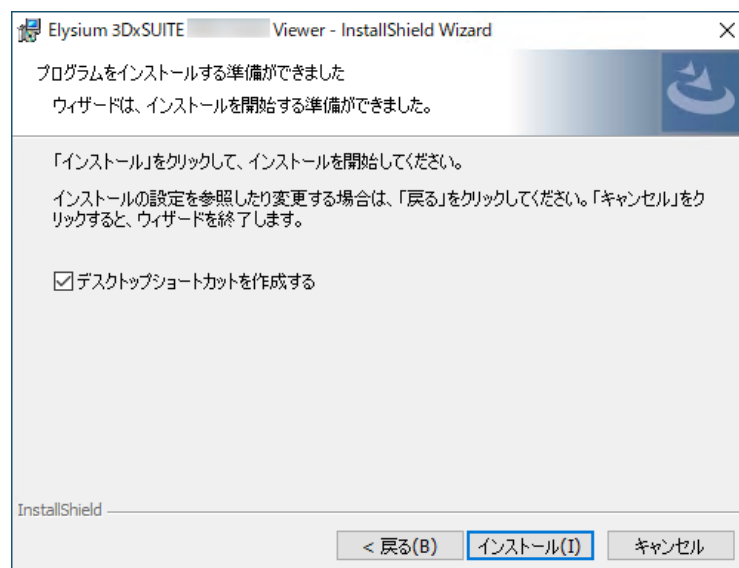 Elysium 3DxSUITE Viewer - InstallShield Wizard
プログラムをインストールする準備ができました
ウィザードは、インストールを開始する準備ができました。
「インストール」をクリックして、インストールを開始してください。
インストールの設定を参照したり変更する場合は、「戻る」をクリックしてください。「キャンセル」をク
リックすると、ウィザードを終了します。
デスクトップショートカットを作成する
InstallShield
< 戻る(B) インストール(I) キャンセル